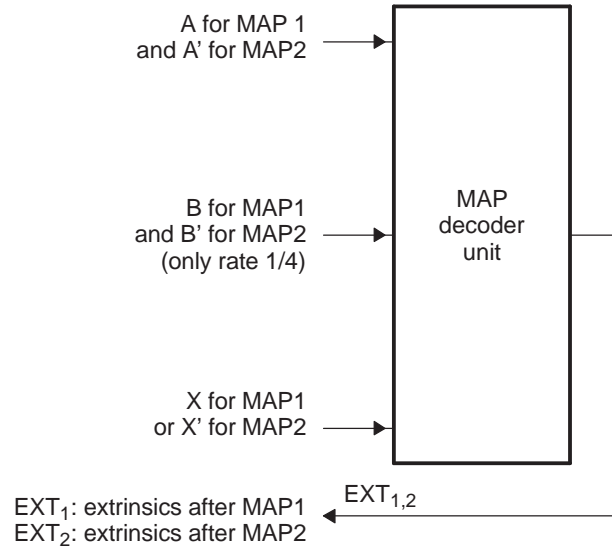 A for MAP 1
and A' for MAP2
B for MAP1
and B' for MAP2
(only rate 1/4)
MAP
decoder
unit
X for MAP1
or X' for MAP2
EXT1,2
EXT1: extrinsics after MAP1
EXT2: extrinsics after MAP2